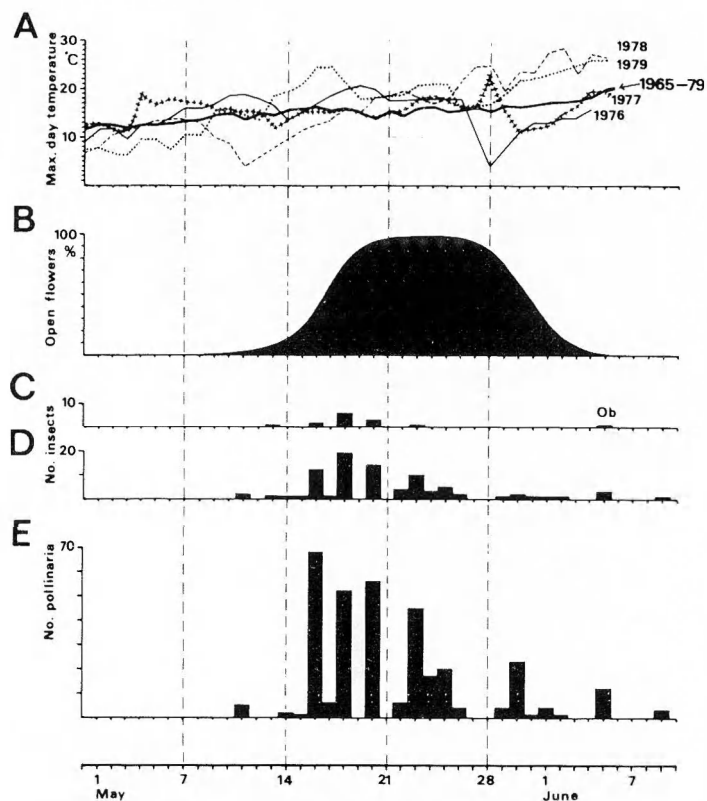 A
30
°C
20
10
Max. day temperature
1978
1979
1965–79
1977
1976
B
100
%
Open flowers
C
10
Ob
No. insects
D
20
E
70
No. pollinaria
1 7 14 21 28 1 7
May June